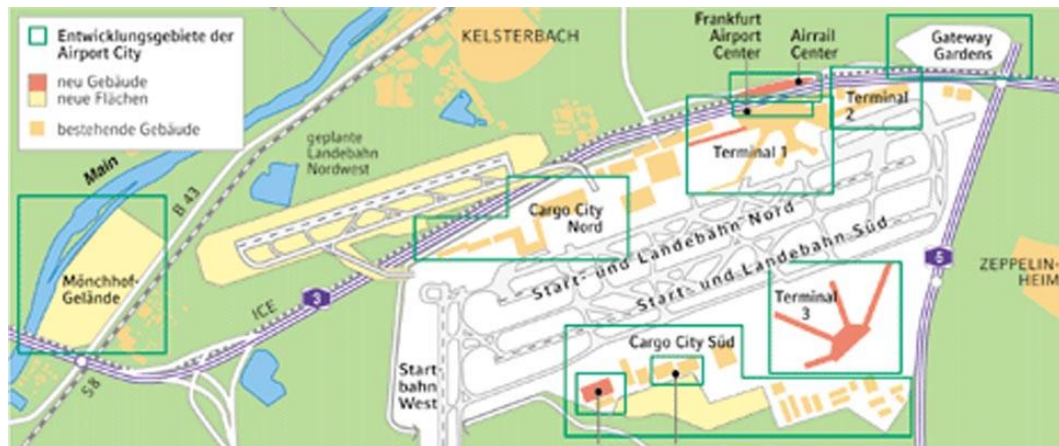 Entwicklungsgebiete der
Airport City
neu Gebäude
neue Flächen
bestehende Gebäude
KELSTERBACH
Frankfurt
Airport
Center
Airrail
Center
Gateway
Gardens
Terminal
2
Terminal 1
geplante
Landebahn
Nordwest
Main
B 43
Mönchhof-
Gelände
Cargo City
Nord
Start- und Landebahn Nord
Start- und Landebahn Süd
5
ZEPPELIN-
HEIM
Terminal
3
ICE
3
Cargo City Süd
Start-
bahn
West
S8